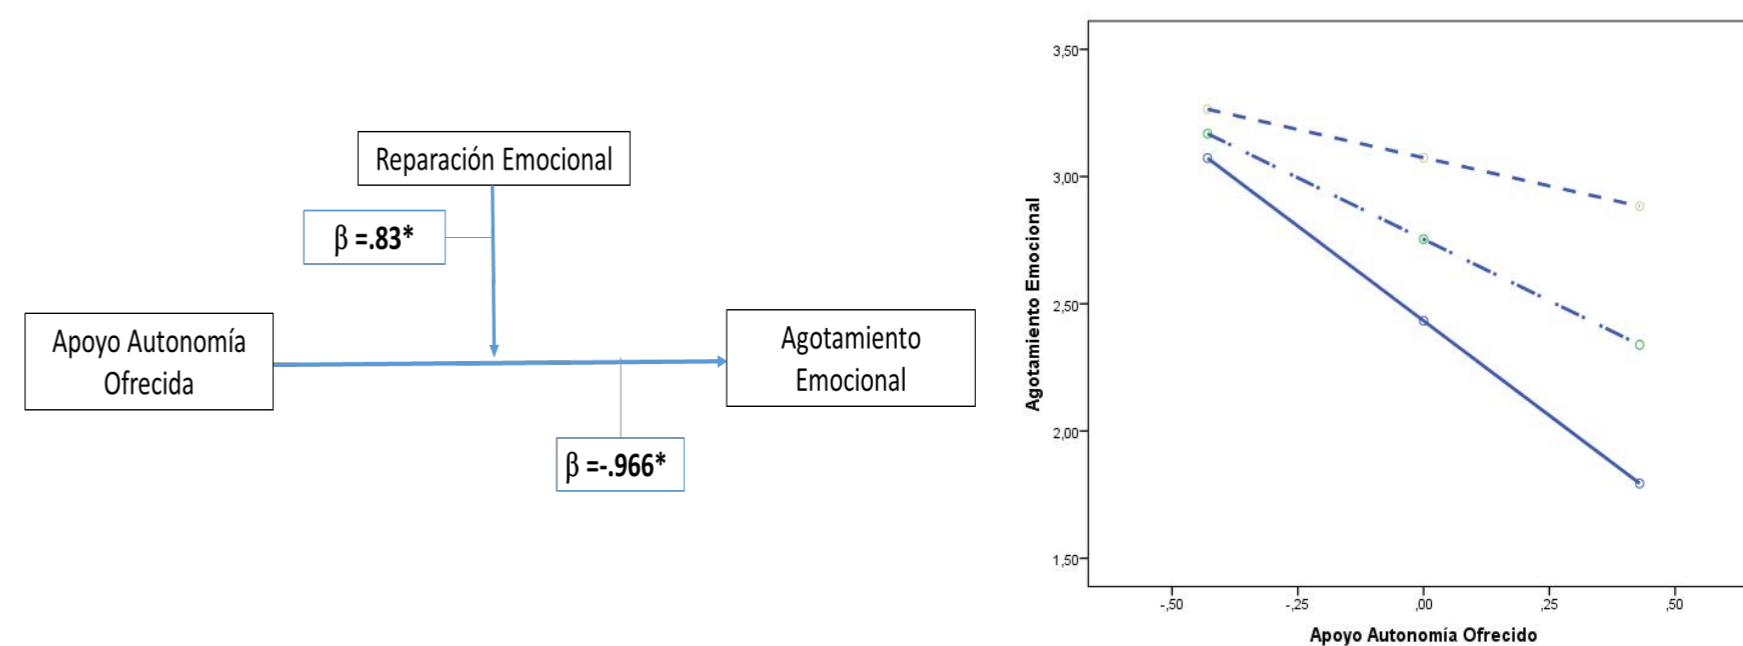 Reparación Emocional
β =.83*
Apoyo Autonomía
Ofrecida
Agotamiento
Emocional
β =-.966*
Agotamiento Emocional
3,50
3,00
2,50
2,00
1,50
-,50
-,25
,00
,25
,50
Apoyo Autonomía Ofrecido